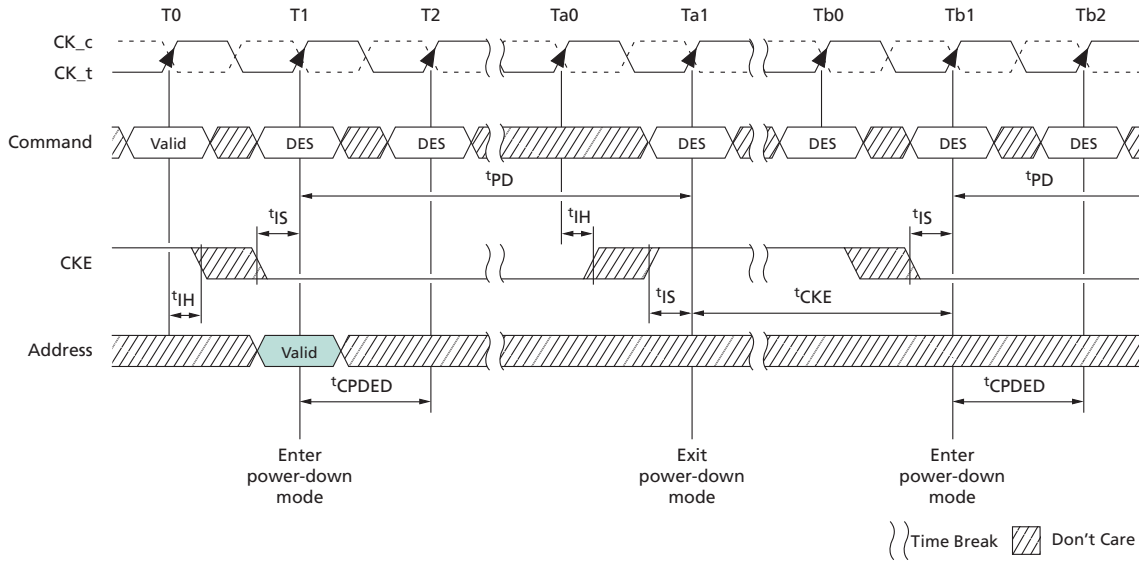 T0 T1 T2 Ta0 Ta1 Tb0 Tb1 Tb2
CK_c
CK_t
Command Valid DES DES DES DES DES DES
tPD tPD
tIS tIH tIS
CKE
tIH tIS tCKE
Address Valid
tCPDED tCPDED
Enter power-down mode
Exit power-down mode
Enter power-down mode
Time Break Don't Care